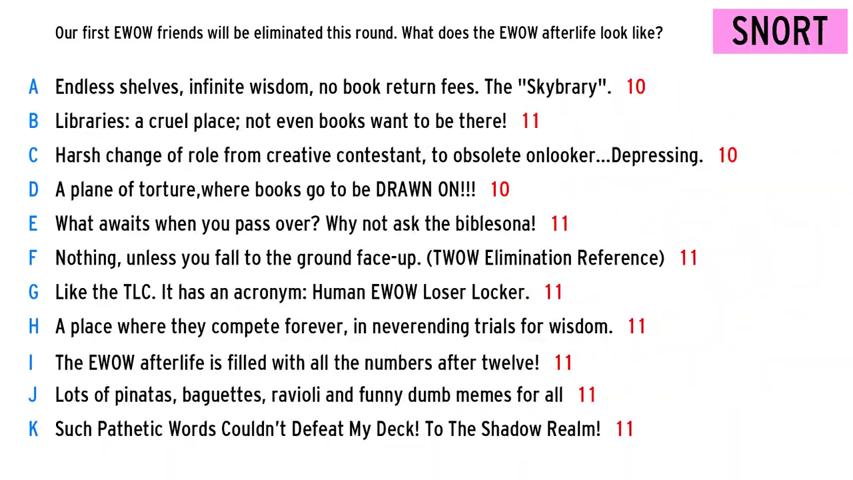 Our first EWOW friends will be eliminated this round. What does the EWOW afterlife look like?
SNORT
A Endless shelves, infinite wisdom, no book return fees. The "Skybrary". 10
B Libraries: a cruel place; not even books want to be there! 11
C Harsh change of role from creative contestant, to obsolete onlooker...Depressing. 10
D A plane of torture,where books go to be DRAWN ON!!! 10
E What awaits when you pass over? Why not ask the biblesona! 11
F Nothing, unless you fall to the ground face-up. (TWOW Elimination Reference) 11
G Like the TLC. It has an acronym: Human EWOW Loser Locker. 11
H A place where they compete forever, in neverending trials for wisdom. 11
I The EWOW afterlife is filled with all the numbers after twelve! 11
J Lots of pinatas, baguettes, ravioli and funny dumb memes for all 11
K Such Pathetic Words Couldn't Defeat My Deck! To The Shadow Realm! 11